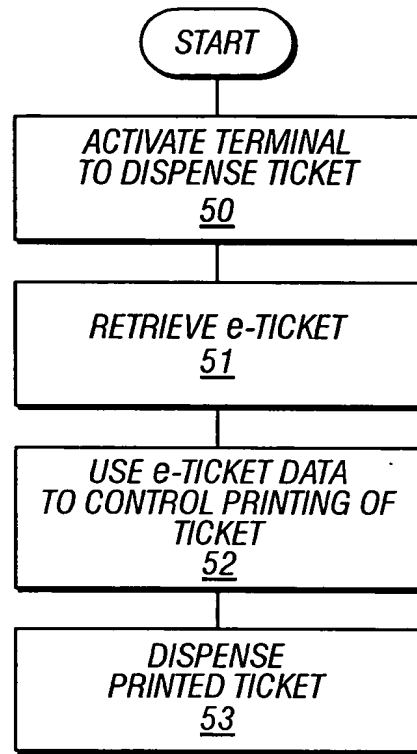 START
ACTIVATE TERMINAL
TO DISPENSE TICKET
50
RETRIEVE e-TICKET
51
USE e-TICKET DATA
TO CONTROL PRINTING OF
TICKET
52
DISPENSE
PRINTED TICKET
53